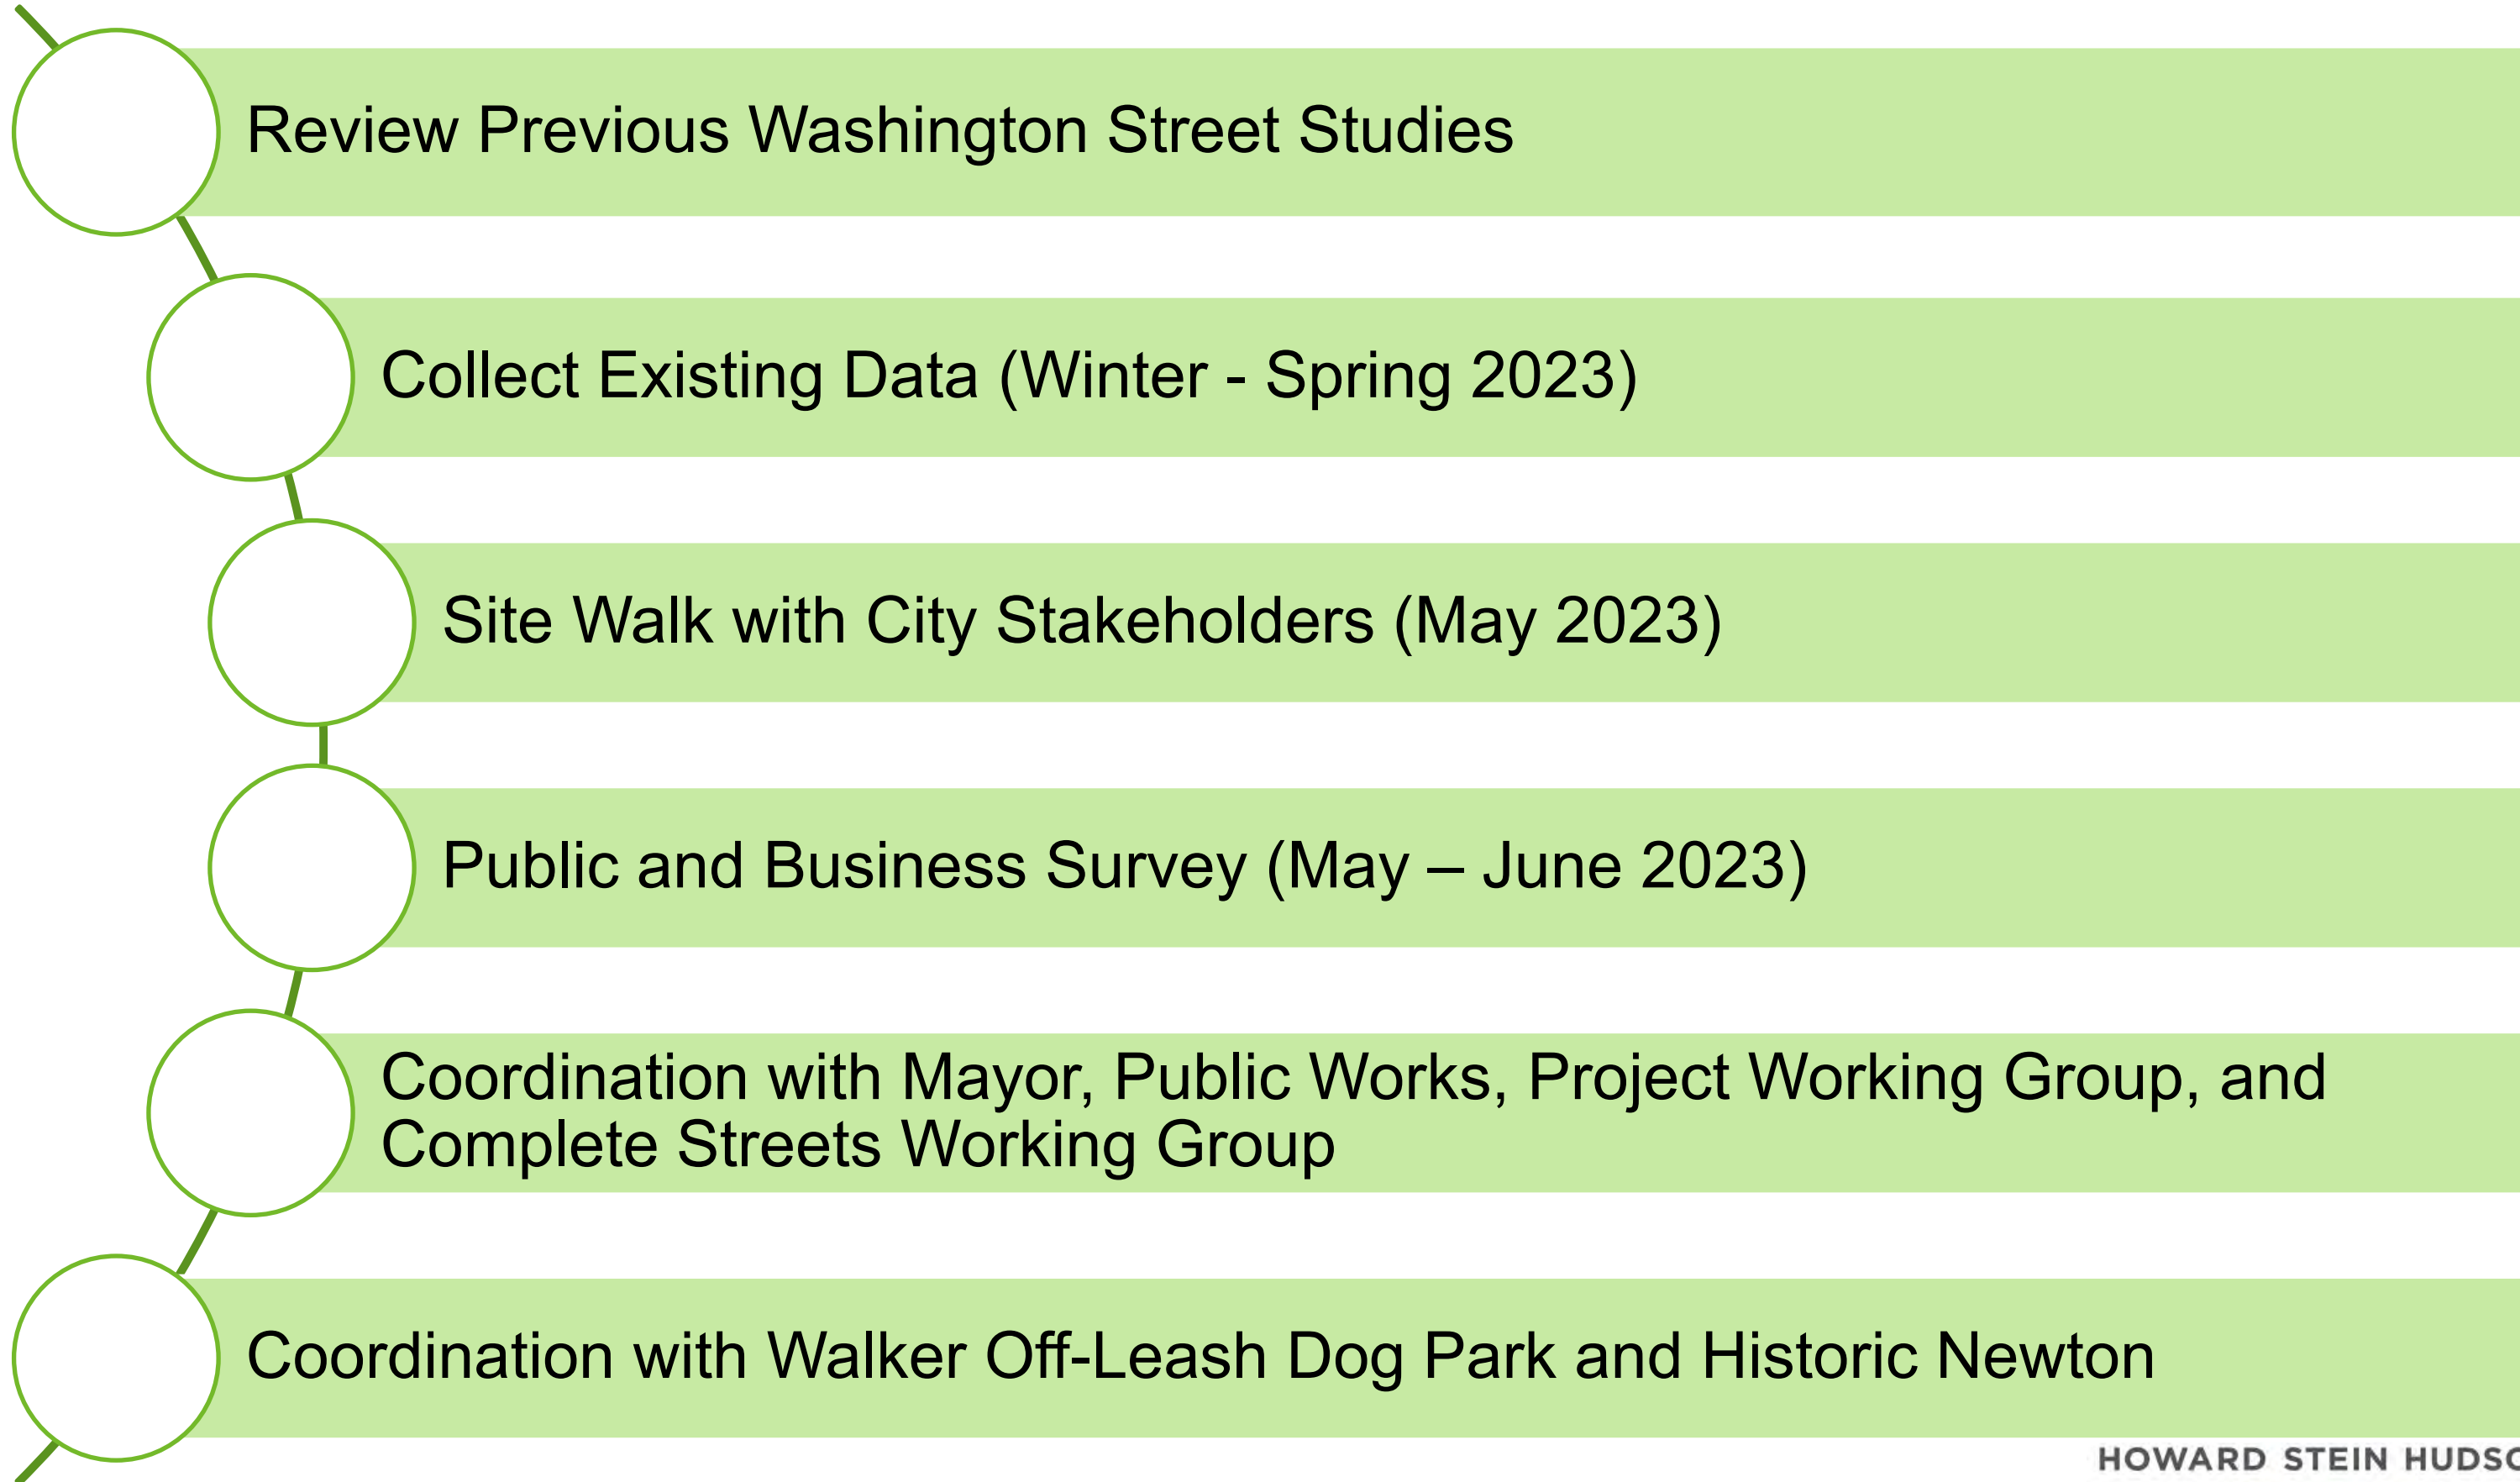 Review Previous Washington Street Studies
Collect Existing Data (Winter - Spring 2023)
Site Walk with City Stakeholders (May 2023)
Public and Business Survey (May – June 2023)
Coordination with Mayor, Public Works, Project Working Group, and
Complete Streets Working Group
Coordination with Walker Off-Leash Dog Park and Historic Newton
HOWARD STEIN